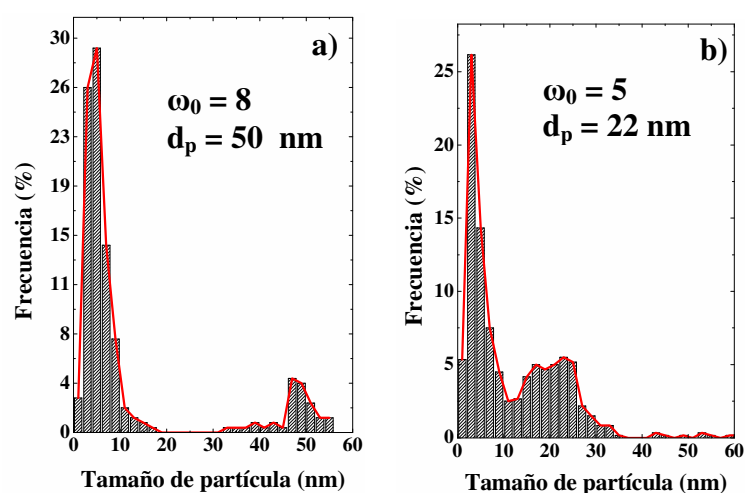 a)
ω₀ = 8
dₚ = 50 nm
Frecuencia (%)
30
26
23
19
15
11
8
4
0
0 10 20 30 40 50 60
Tamaño de partícula (nm)
b)
ω₀ = 5
dₚ = 22 nm
Frecuencia (%)
25
20
15
10
5
0
0 10 20 30 40 50 60
Tamaño de partícula (nm)